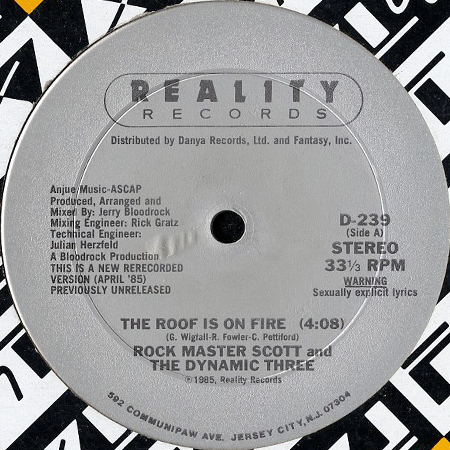 REALITY
RECORDS
Distributed by Danya Records, Ltd. and Fantasy, Inc.
Anjue Music-ASCAP
Produced, Arranged and
Mixed By: Jerry Bloodrock
Mixing Engineer: Rick Gratz
Technical Engineer:
Julian Herzfeld
A Bloodrock Production
THIS IS A NEW RERECORDED
VERSION (APRIL '85)
PREVIOUSLY UNRELEASED
D-239
(Side A)
STEREO
33⅓ RPM
WARNING
Sexually explicit lyrics
THE ROOF IS ON FIRE (4:08)
(G. Wigfall-R. Fowler-C. Pettiford)
ROCK MASTER SCOTT and
THE DYNAMIC THREE
℗1985, Reality Records
592 COMMUNIPAW AVE. JERSEY CITY, N.J. 07304